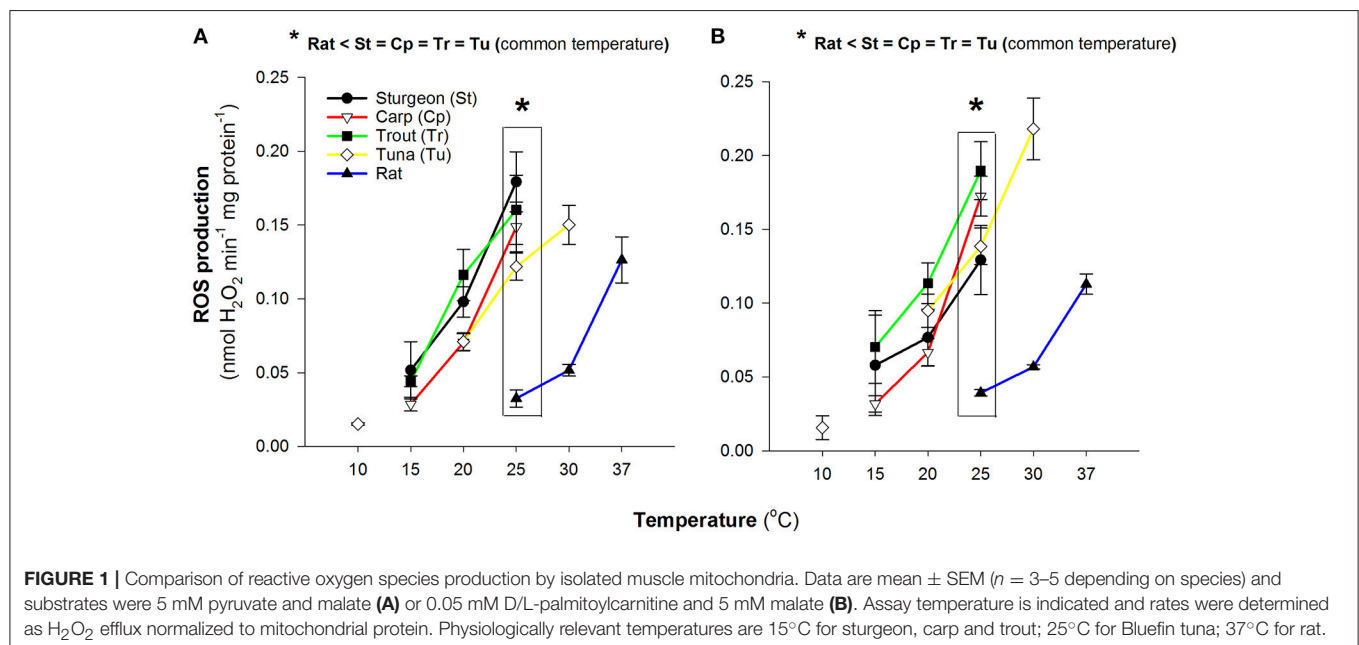 A
* Rat < St = Cp = Tr = Tu (common temperature)
ROS production
(nmol H₂O₂ min⁻¹ mg protein⁻¹)
0.25
0.20
0.15
0.10
0.05
0.00
Sturgeon (St)
Carp (Cp)
Trout (Tr)
Tuna (Tu)
Rat
*
10 15 20 25 30 37
B
* Rat < St = Cp = Tr = Tu (common temperature)
0.25
0.20
0.15
0.10
0.05
0.00
*
10 15 20 25 30 37
Temperature (°C)
FIGURE 1 | Comparison of reactive oxygen species production by isolated muscle mitochondria. Data are mean ± SEM (n = 3–5 depending on species) and
substrates were 5 mM pyruvate and malate (A) or 0.05 mM D/L-palmitoylcarnitine and 5 mM malate (B). Assay temperature is indicated and rates were determined
as H₂O₂ efflux normalized to mitochondrial protein. Physiologically relevant temperatures are 15°C for sturgeon, carp and trout; 25°C for Bluefin tuna; 37°C for rat.